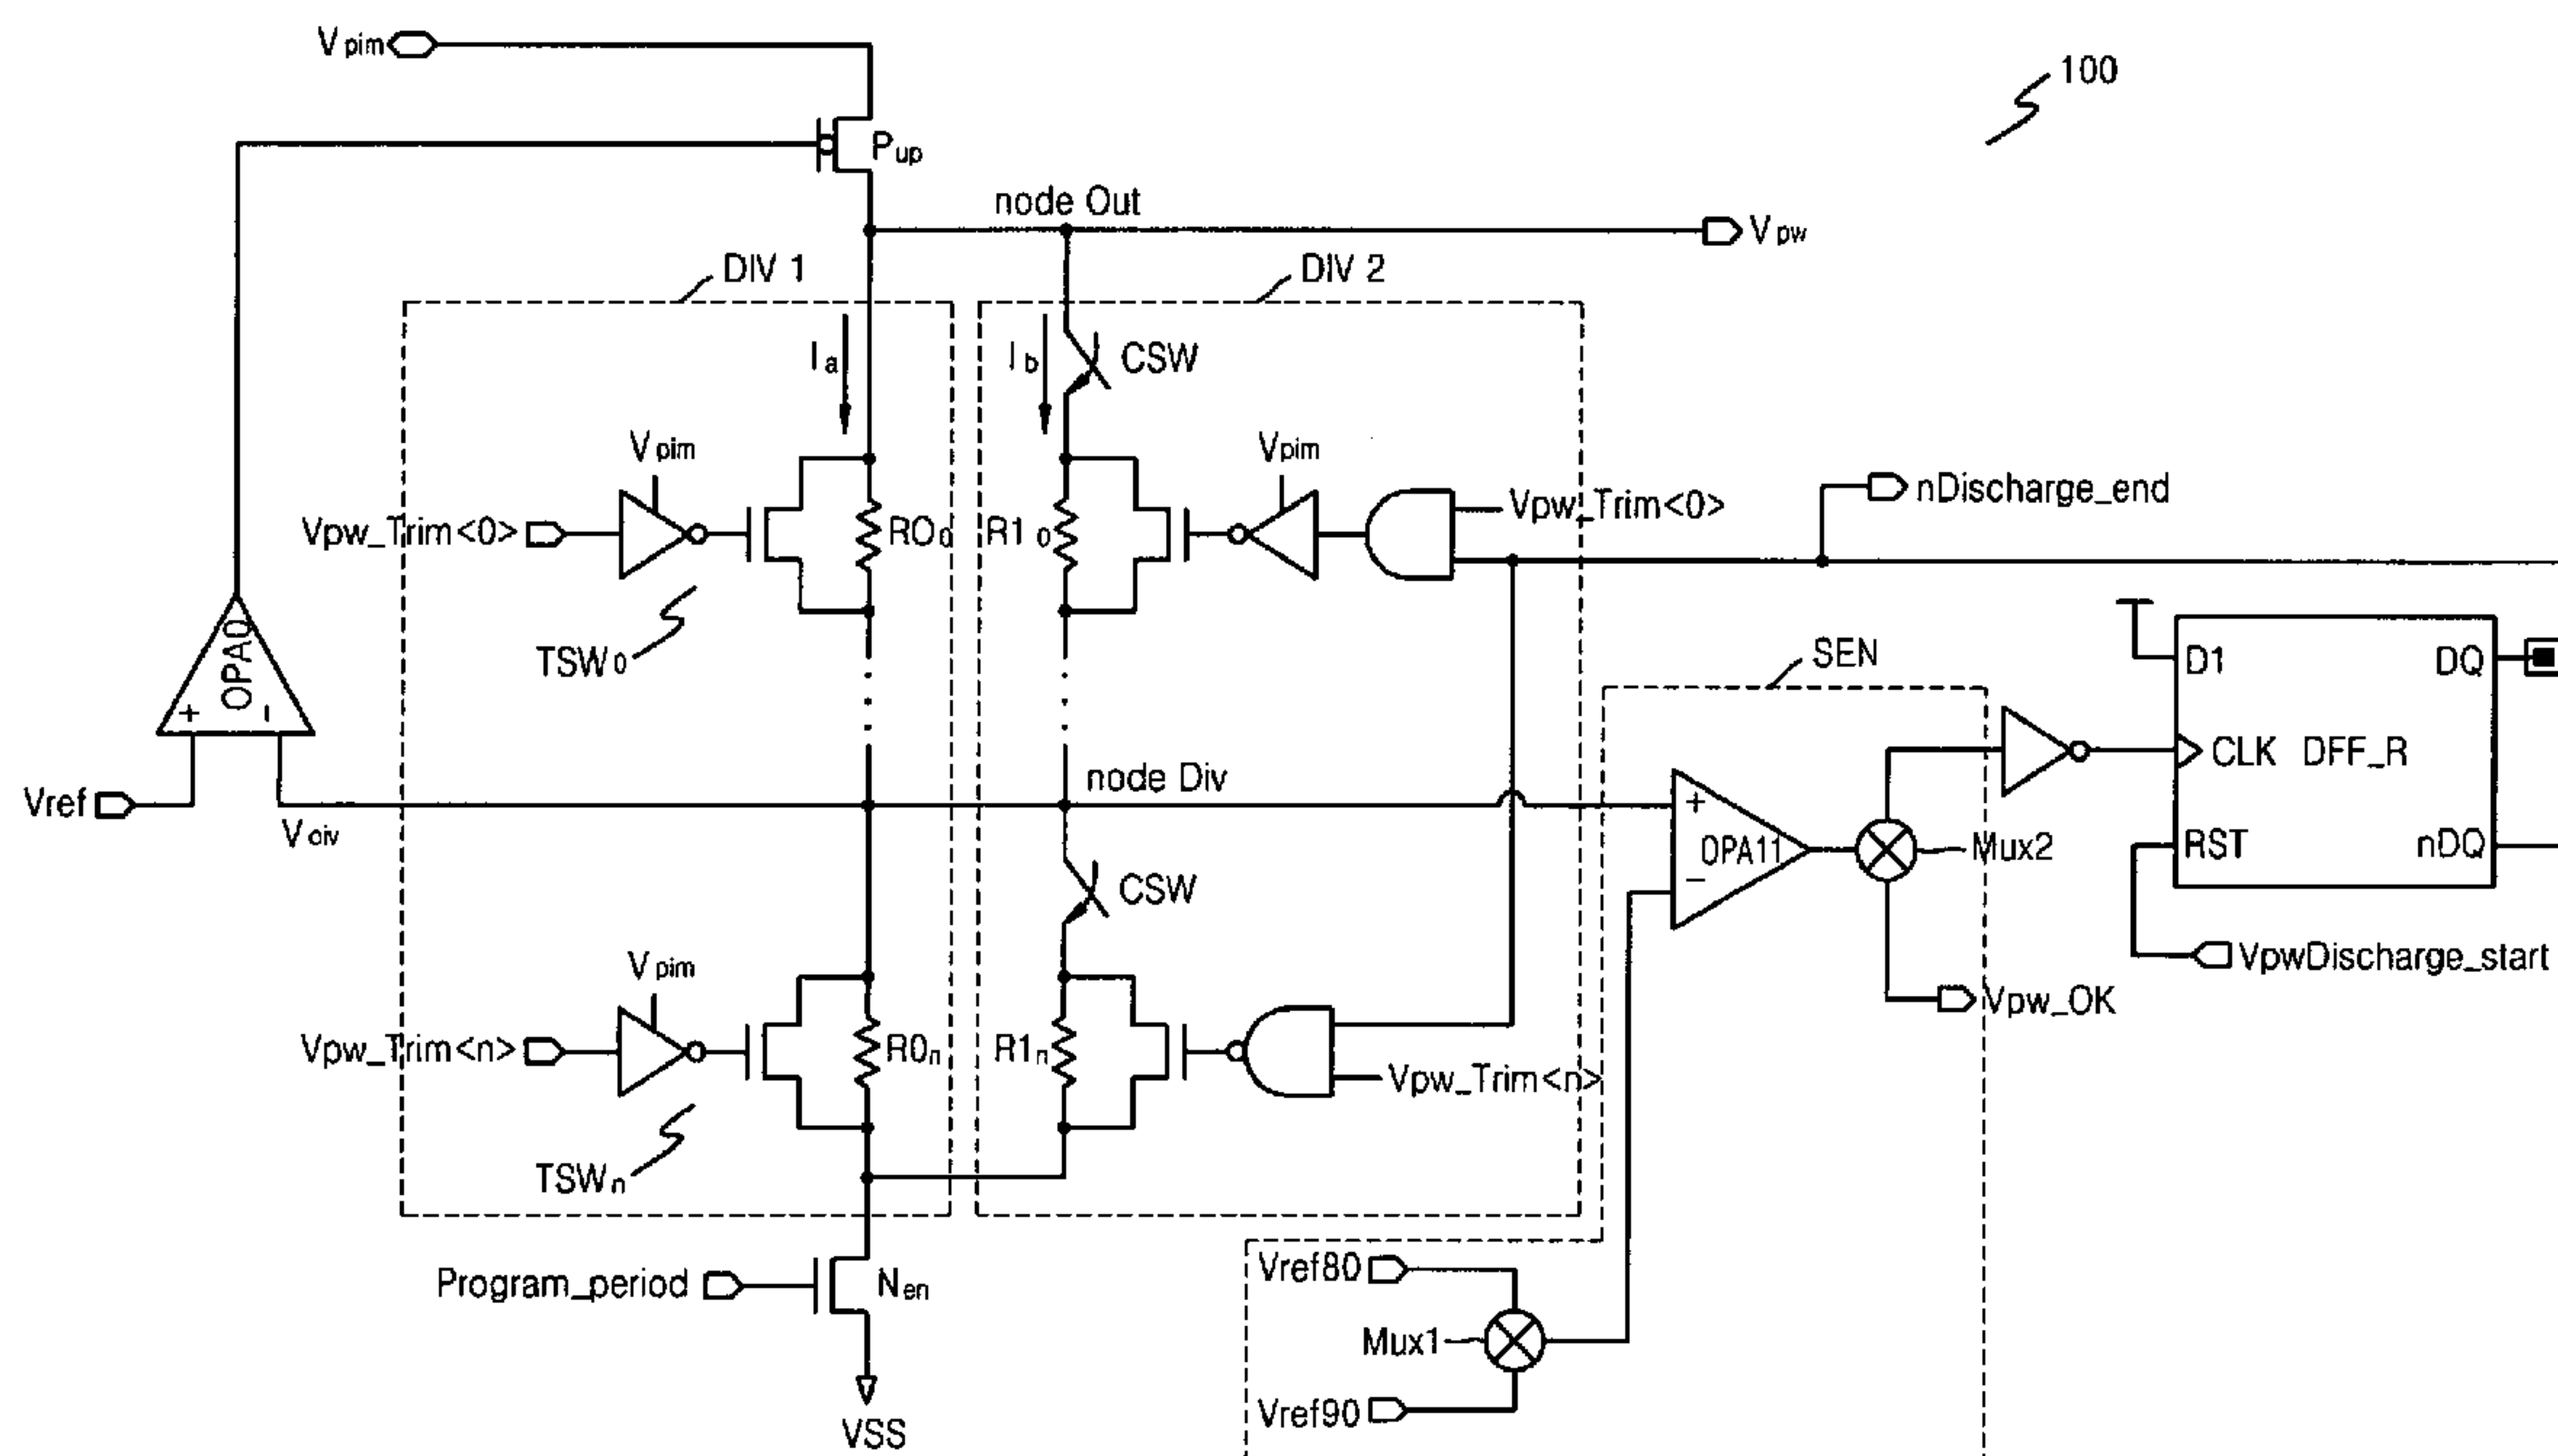 Vpim
100
Pup
node Out
Vpw
DIV 1
DIV 2
Ia
Ib
CSW
Vpim
Vpim
nDischarge_end
Vpw_Trim<0>
Vpw_Trim<0>
RO0
R1 0
TSW0
OPA0
+ -
SEN
D1
DQ
node Div
CLK DFF_R
Vref
Vdiv
+
OPA11
-
Mux2
RST
nDQ
CSW
VpwDischarge_start
Vpim
Vpw_OK
Vpw_Trim<n>
R0n
R1n
Vpw_Trim<n>
TSWn
Program_period
Nen
Vref80
Mux1
Vref90
VSS